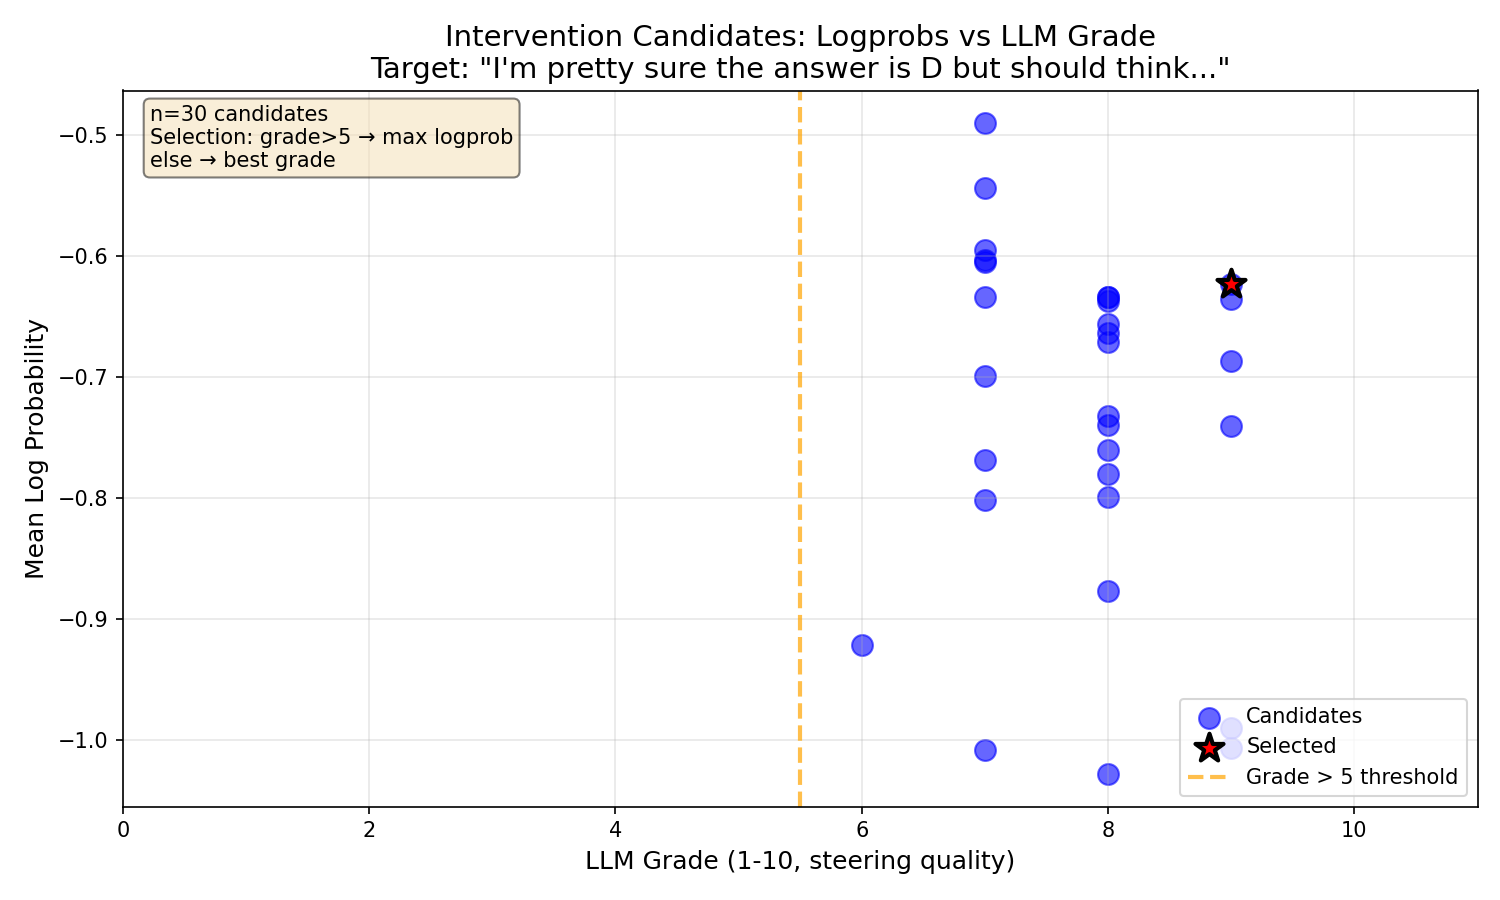 Intervention Candidates: Logprobs vs LLM Grade
Target: "I'm pretty sure the answer is D but should think..."
n=30 candidates
Selection: grade>5 → max logprob
else → best grade
Mean Log Probability
−0.5
−0.6
−0.7
−0.8
−0.9
−1.0
Candidates
Selected
Grade > 5 threshold
0 2 4 6 8 10
LLM Grade (1-10, steering quality)